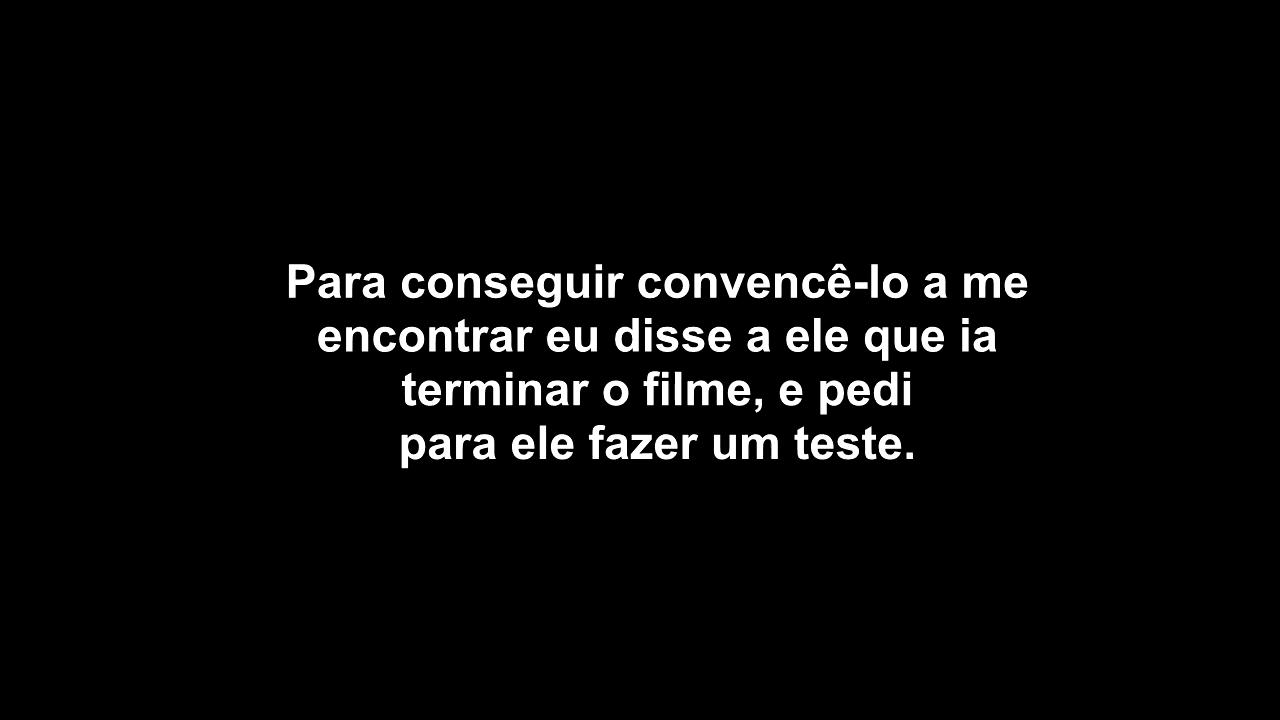 Para conseguir convencê-lo a me
encontrar eu disse a ele que ia
terminar o filme, e pedi
para ele fazer um teste.